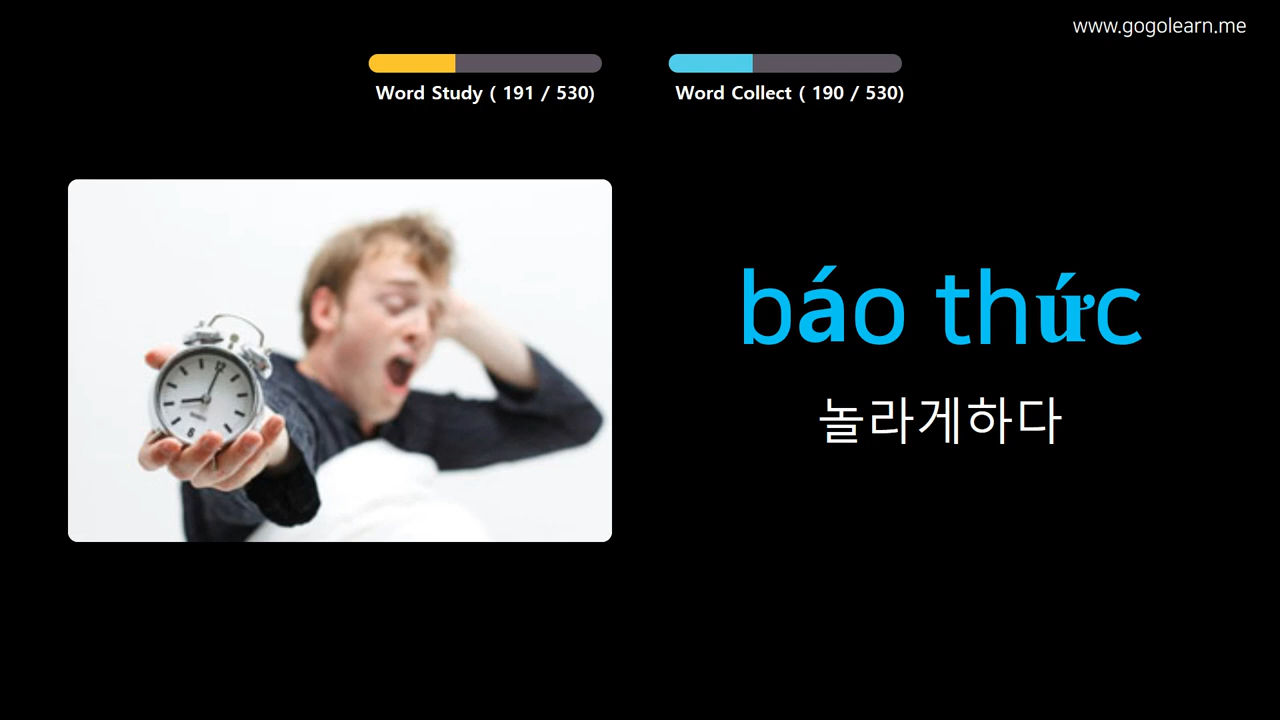 www.gogolearn.me
Word Study ( 191 / 530)
Word Collect ( 190 / 530)
báo thức
놀라게하다